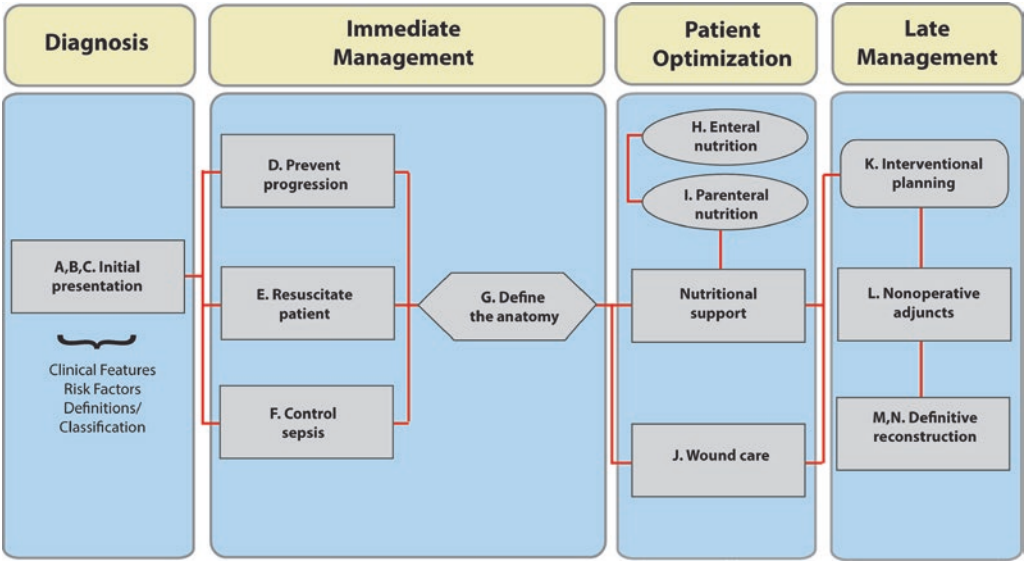 Diagnosis
Immediate
Management
Patient
Optimization
Late
Management
A,B,C. Initial
presentation
Clinical Features
Risk Factors
Definitions/
Classification
D. Prevent
progression
E. Resuscitate
patient
F. Control
sepsis
G. Define
the anatomy
H. Enteral
nutrition
I. Parenteral
nutrition
Nutritional
support
J. Wound care
K. Interventional
planning
L. Nonoperative
adjuncts
M,N. Definitive
reconstruction